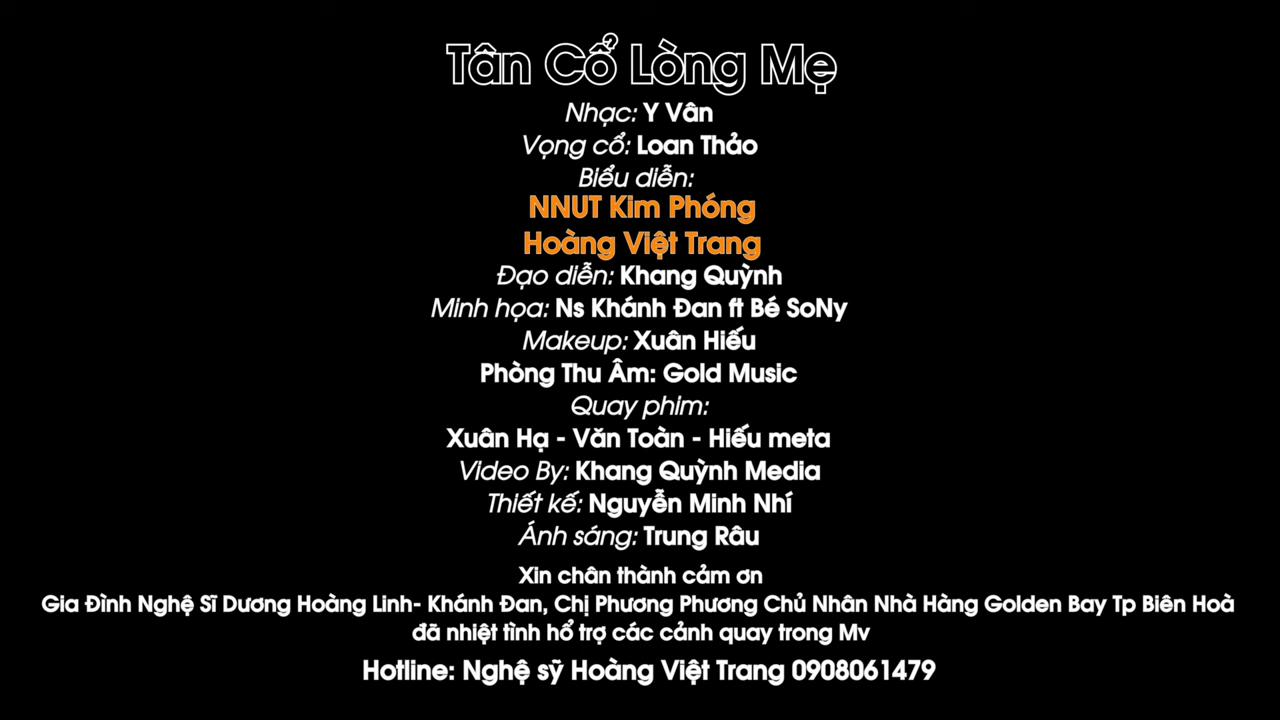 Tân Cổ Lòng Mẹ
Nhạc: Y Vân
Vọng cổ: Loan Thảo
Biểu diễn:
NNUT Kim Phóng
Hoàng Việt Trang
Đạo diễn: Khang Quỳnh
Minh họa: Ns Khánh Đan ft Bé SoNy
Makeup: Xuân Hiếu
Phòng Thu Âm: Gold Music
Quay phim:
Xuân Hạ - Văn Toàn - Hiếu meta
Video By: Khang Quỳnh Media
Thiết kế: Nguyễn Minh Nhí
Ánh sáng: Trung Râu
Xin chân thành cảm ơn
Gia Đình Nghệ Sĩ Dương Hoàng Linh- Khánh Đan, Chị Phương Phương Chủ Nhân Nhà Hàng Golden Bay Tp Biên Hoà
đã nhiệt tình hổ trợ các cảnh quay trong Mv
Hotline: Nghệ sỹ Hoàng Việt Trang 0908061479